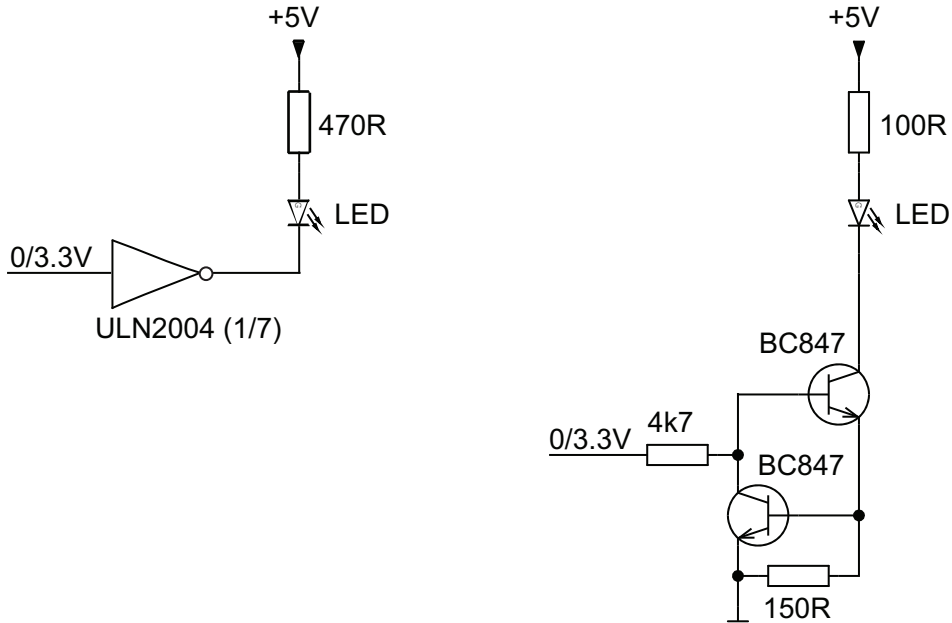 +5V
470R
LED
0/3.3V
ULN2004 (1/7)
+5V
100R
LED
BC847
0/3.3V
4k7
BC847
150R